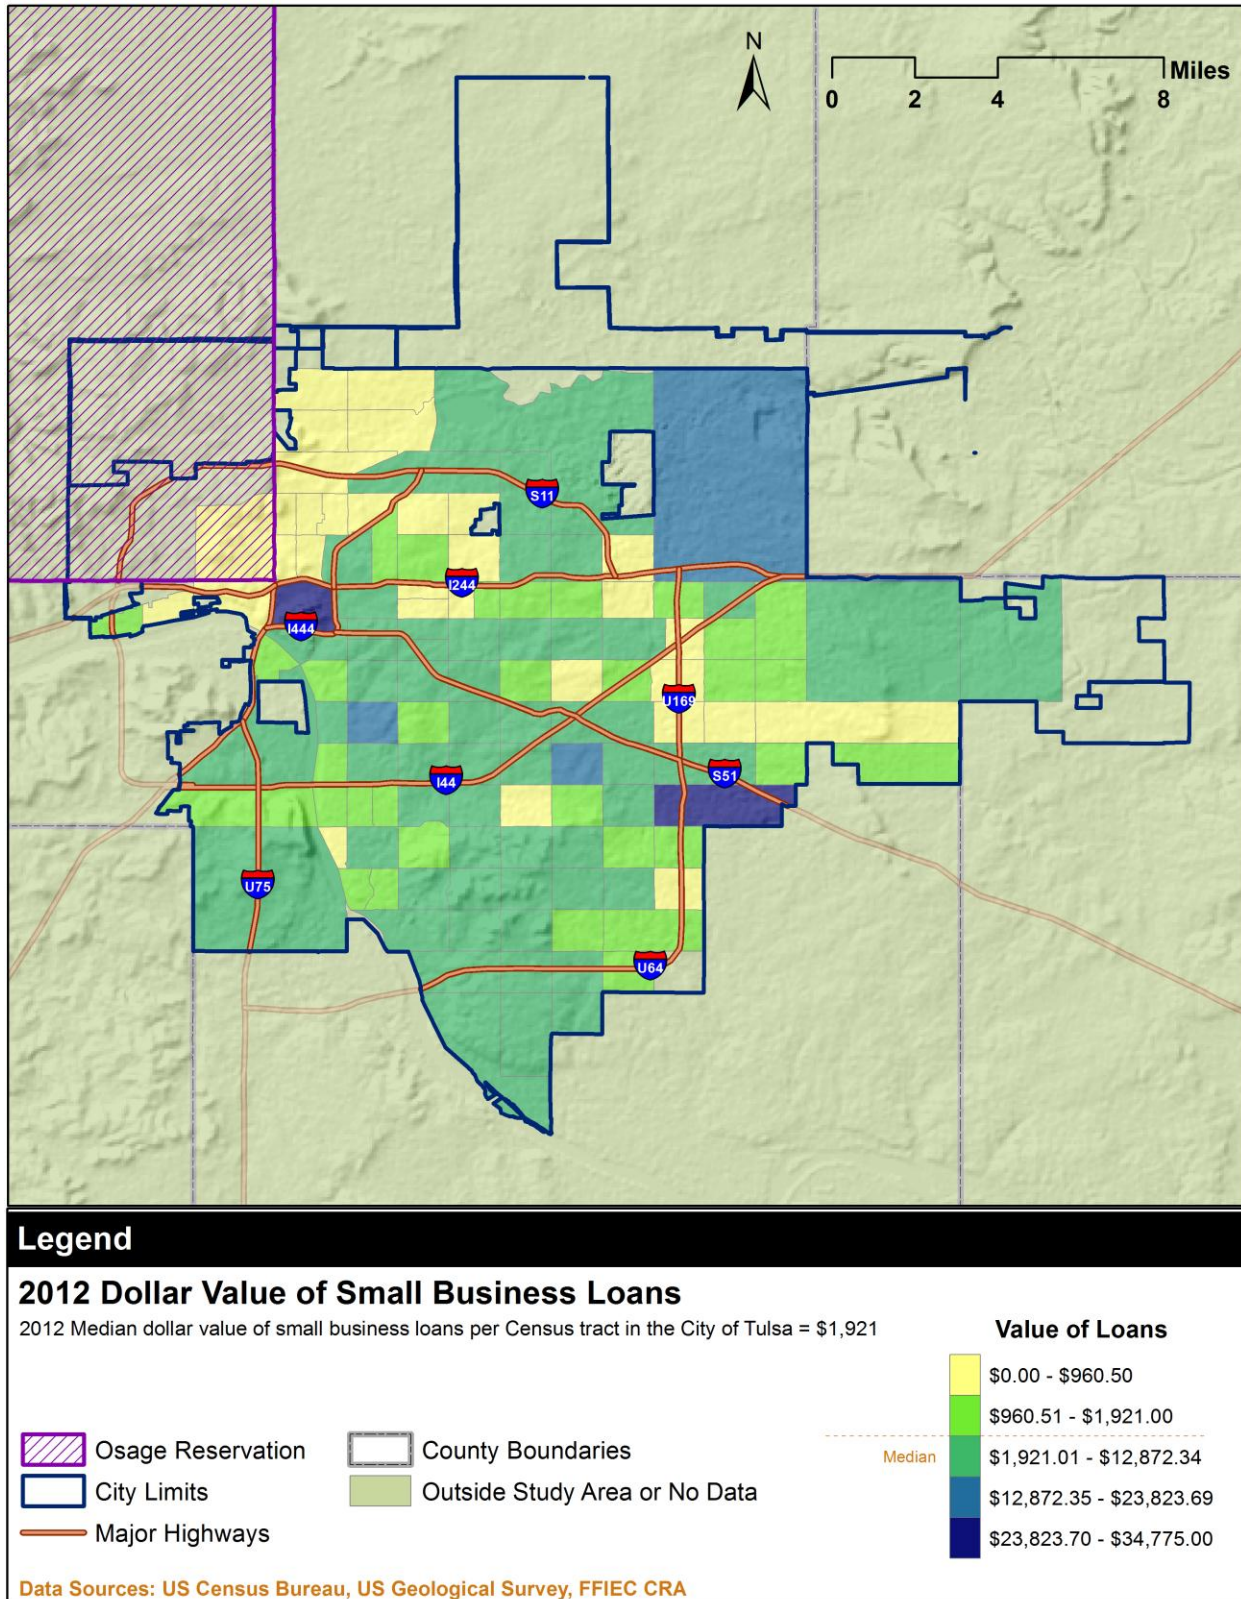 N
Miles
0 2 4 8
S11
I244
I444
U169
S51
I44
U75
U64
Legend
2012 Dollar Value of Small Business Loans
2012 Median dollar value of small business loans per Census tract in the City of Tulsa = $1,921
Value of Loans
$0.00 - $960.50
$960.51 - $1,921.00
Median
$1,921.01 - $12,872.34
$12,872.35 - $23,823.69
$23,823.70 - $34,775.00
Osage Reservation
City Limits
Major Highways
County Boundaries
Outside Study Area or No Data
Data Sources: US Census Bureau, US Geological Survey, FFIEC CRA